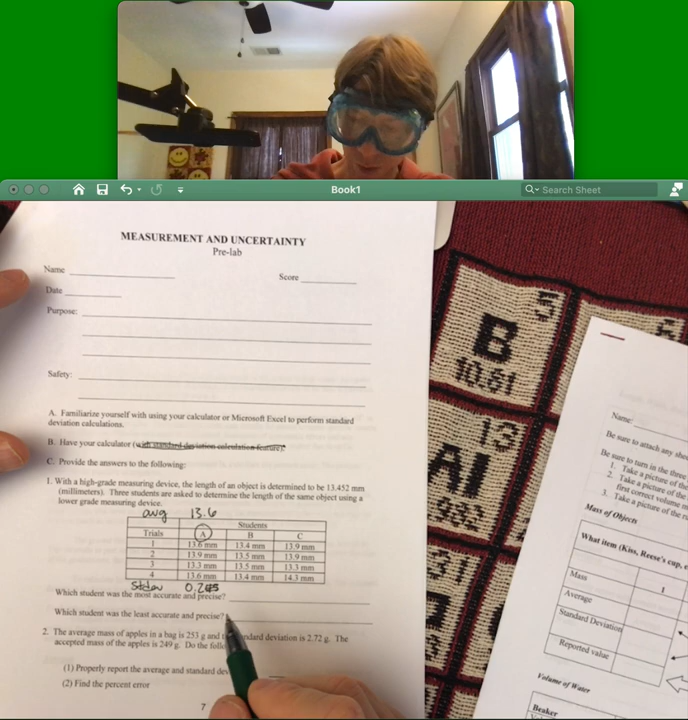 Book1
Search Sheet
MEASUREMENT AND UNCERTAINTY
Pre-lab
Name
Score
Date
Purpose:
Safety:
A. Familiarize yourself with using your calculator or Microsoft Excel to perform standard
deviation calculations.
B. Have your calculator (with standard deviation calculation feature).
C. Provide the answers to the following:
1. With a high-grade measuring device, the length of an object is determined to be 13.452 mm
(millimeters). Three students are asked to determine the length of the same object using a
lower grade measuring device.
avg 13.6
Students
Trials A B C
1 13.6 mm 13.4 mm 13.9 mm
2 13.9 mm 13.5 mm 13.9 mm
3 13.3 mm 13.5 mm 13.3 mm
4 13.6 mm 13.4 mm 14.3 mm
Stdev
Which student was the most accurate and precise?
Which student was the least accurate and precise?
2. The average mass of apples in a bag is 253 g and deviation is 2.72 g. The
accepted mass of the apples is 249 g. Do the
(1) Properly report the average and standard
(2) Find the percent error
7
5
B
10.81
6
13
Al
982
31
Name:
Be sure to attach any
Be sure to turn in the three
1. Take a picture of the
2. Take a picture of the
first correct volume
3. Take a picture of the
Mass of Objects
What item (Kiss, Reese's cup,
1
Mass
Average
Standard Deviation
Reported value
Volume of Water
Beaker